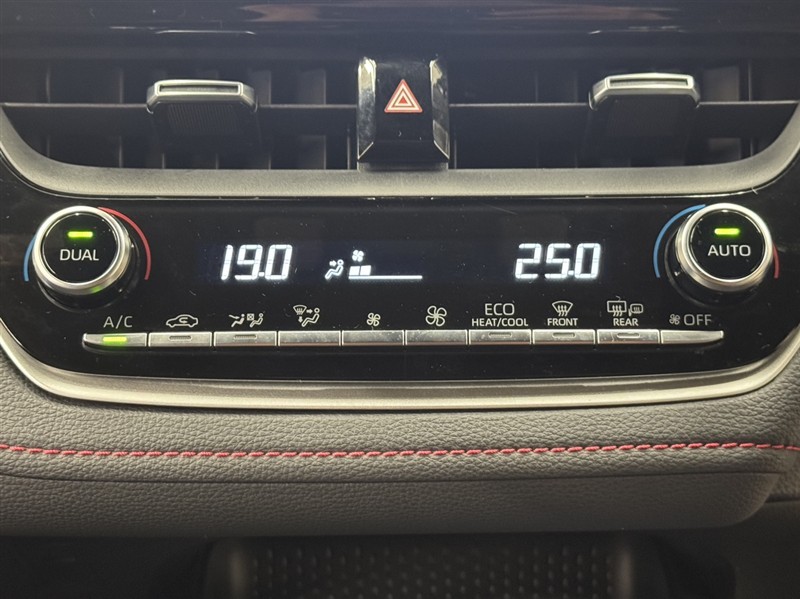 DUAL
19.0
25.0
AUTO
A/C
ECO
HEAT/COOL
FRONT
REAR
OFF